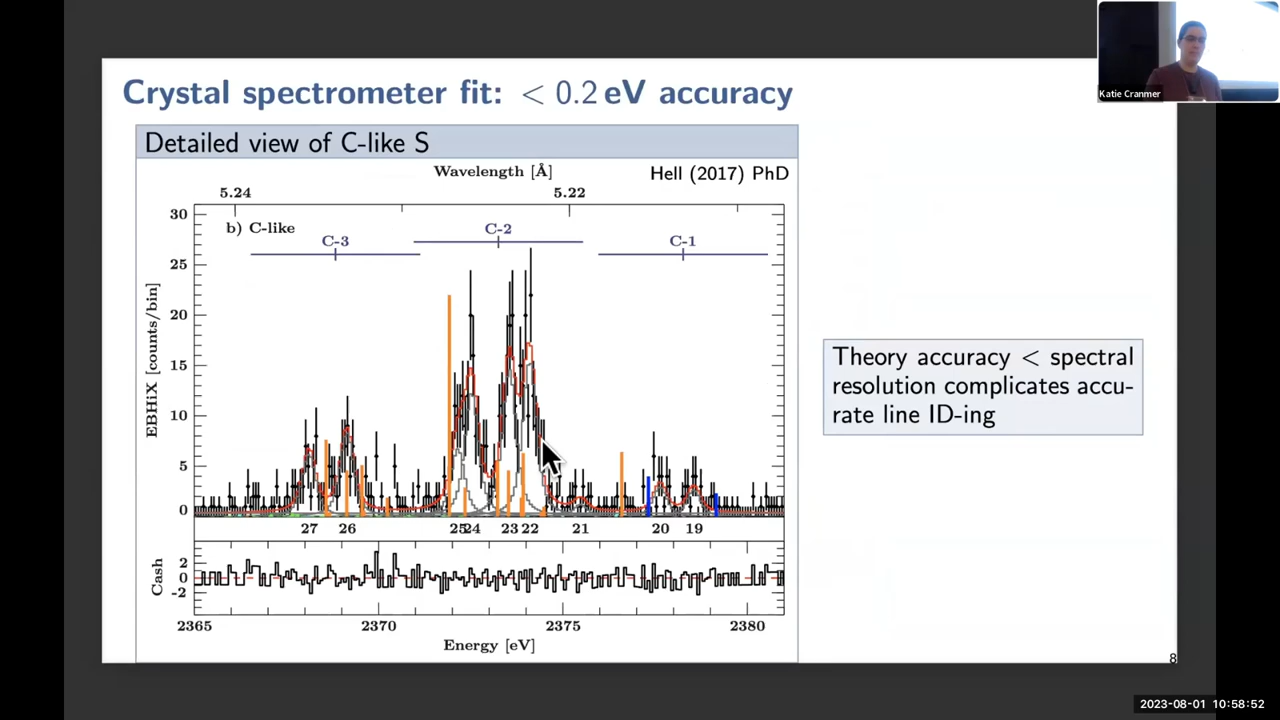 Crystal spectrometer fit: < 0.2 eV accuracy
Katie Cranmer
Detailed view of C-like S
Wavelength [Å]
Hell (2017) PhD
5.24
5.22
30
25
20
15
10
5
0
EBHiX [counts/bin]
b) C-like
C-3
C-2
C-1
27
26
25
24
23
22
21
20
19
Cash
2
0
-2
2365
2370
2375
2380
Energy [eV]
Theory accuracy < spectral
resolution complicates accu-
rate line ID-ing
8
2023-08-01 10:58:52